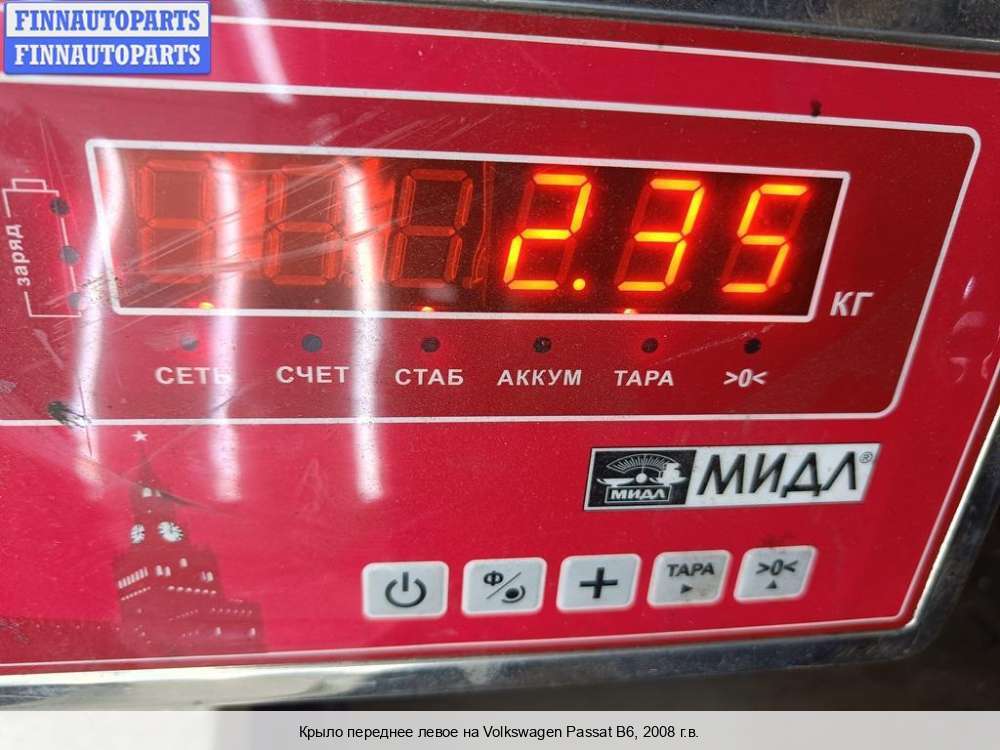 FINNAUTOPARTS
FINNAUTOPARTS
заряд
2.35
КГ
СЕТЬ СЧЕТ СТАБ АККУМ ТАРА >0<
МИДЛ МИДЛ®
Ф ТАРА >0<
Крыло переднее левое на Volkswagen Passat B6, 2008 г.в.